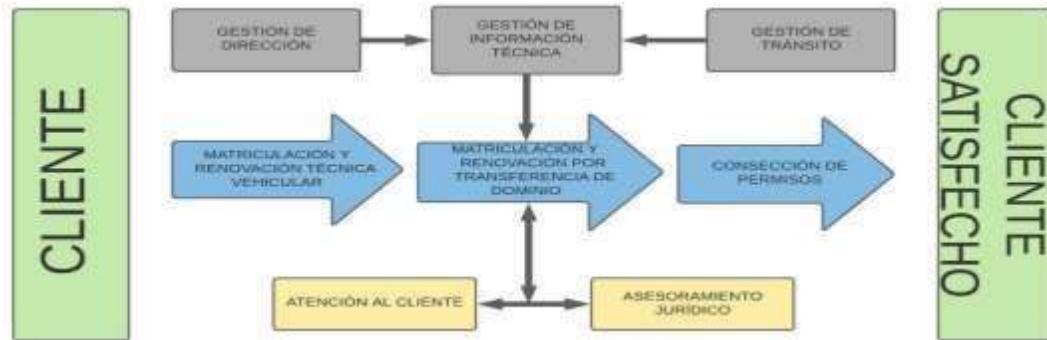 CLIENTE
GESTIÓN DE
DIRECCIÓN
GESTIÓN DE
INFORMACIÓN
TÉCNICA
GESTIÓN DE
TRÁNSITO
MATRICULACIÓN Y
RENOVACIÓN TÉCNICA
VEHICULAR
MATRICULACIÓN Y
RENOVACIÓN POR
TRANSFERENCIA DE
DOMINIO
CONSECCIÓN DE
PERMISOS
ATENCIÓN AL CLIENTE
ASESORAMIENTO
JURÍDICO
CLIENTE
SATISFECHO